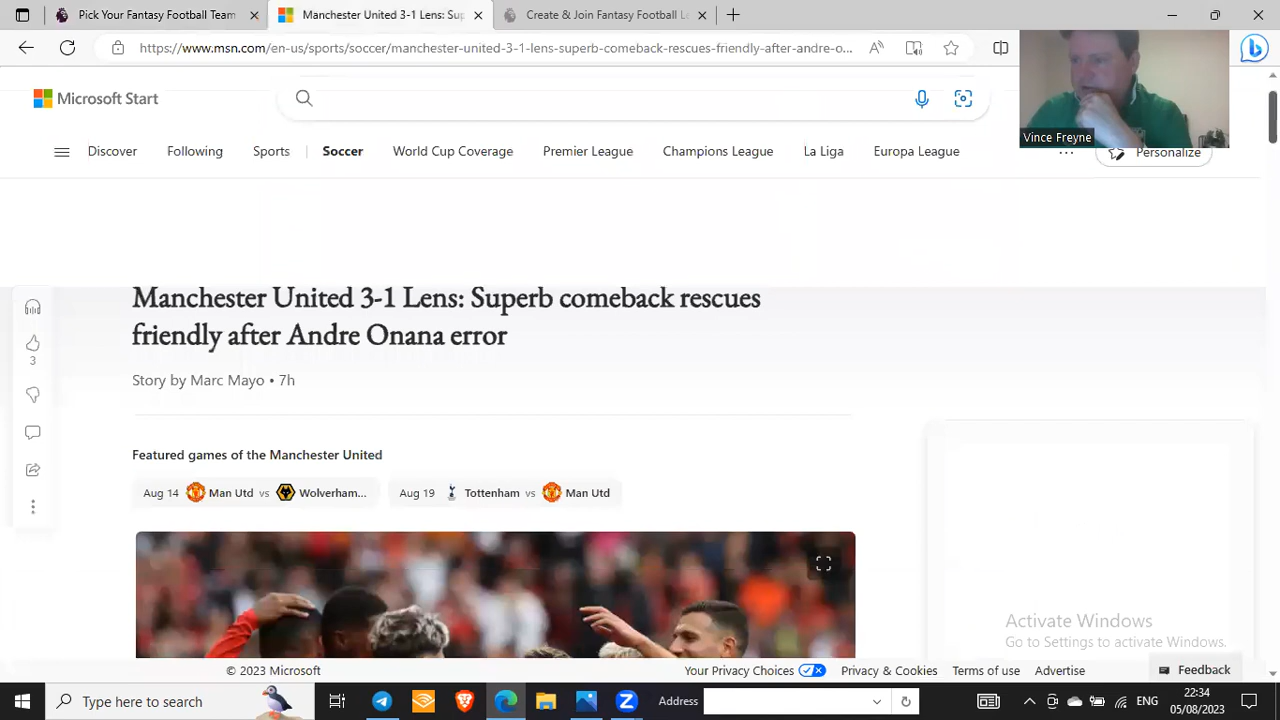 Pick Your Fantasy Football Team
Manchester United 3-1 Lens: Sup
Create & Join Fantasy Football Le
https://www.msn.com/en-us/sports/soccer/manchester-united-3-1-lens-superb-comeback-rescues-friendly-after-andre-o...
Microsoft Start
Vince Freyne
Discover
Following
Sports
Soccer
World Cup Coverage
Premier League
Champions League
La Liga
Europa League
Personalize
Manchester United 3-1 Lens: Superb comeback rescues
friendly after Andre Onana error
3
Story by Marc Mayo • 7h
Featured games of the Manchester United
Aug 14 Man Utd vs Wolverham...
Aug 19 Tottenham vs Man Utd
Activate Windows
Go to Settings to activate Windows.
© 2023 Microsoft
Your Privacy Choices
Privacy & Cookies
Terms of use
Advertise
Feedback
Type here to search
Address
ENG
22:34
05/08/2023